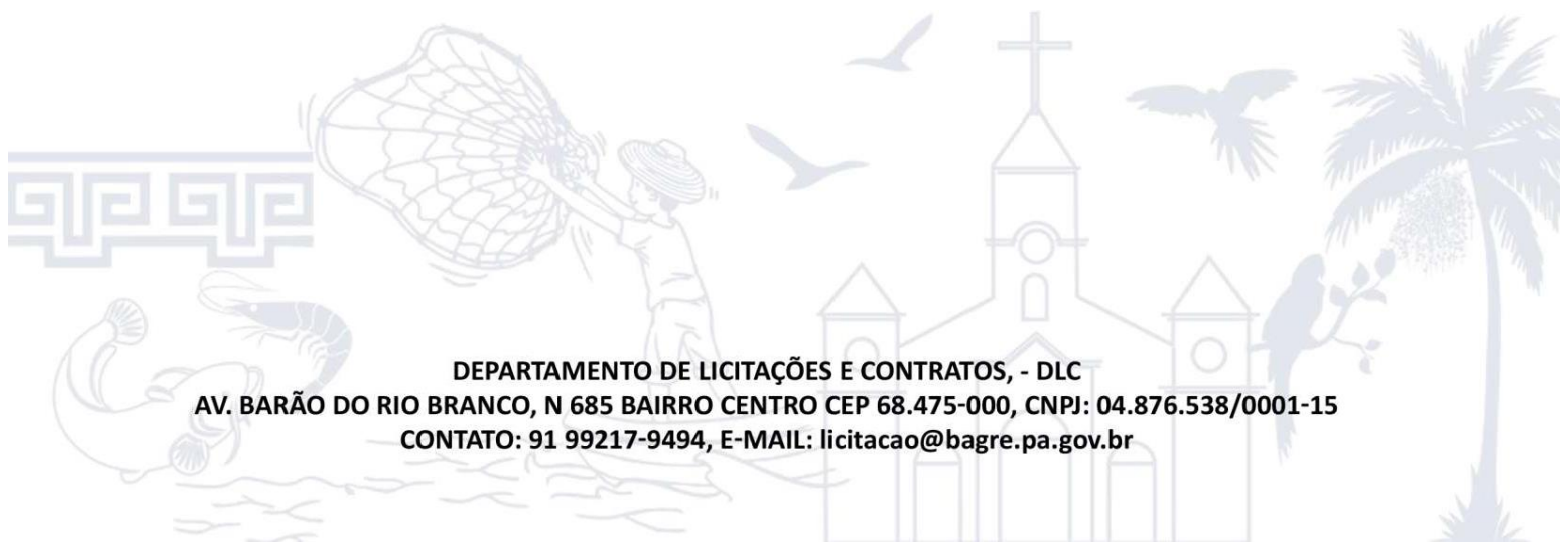 DEPARTAMENTO DE LICITAÇÕES E CONTRATOS, - DLC
AV. BARÃO DO RIO BRANCO, N 685 BAIRRO CENTRO CEP 68.475-000, CNPJ: 04.876.538/0001-15
CONTATO: 91 99217-9494, E-MAIL: licitacao@bagre.pa.gov.br